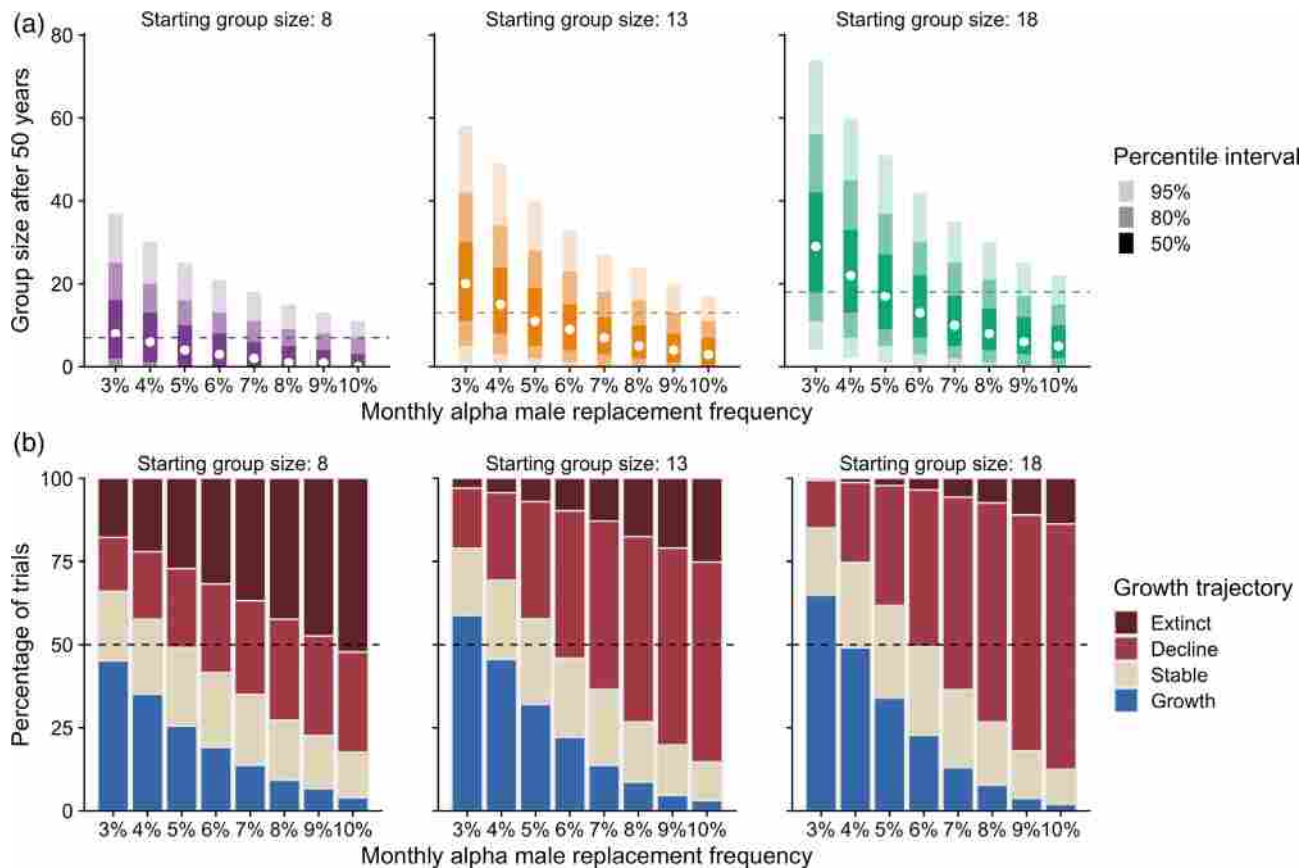 (a)
Starting group size: 8
Starting group size: 13
Starting group size: 18
Group size after 50 years
80
60
40
20
0
3% 4% 5% 6% 7% 8% 9% 10%
3% 4% 5% 6% 7% 8% 9% 10%
3% 4% 5% 6% 7% 8% 9% 10%
Monthly alpha male replacement frequency
Percentile interval
95%
80%
50%
(b)
Starting group size: 8
Starting group size: 13
Starting group size: 18
Percentage of trials
100
75
50
25
0
3% 4% 5% 6% 7% 8% 9% 10%
3% 4% 5% 6% 7% 8% 9% 10%
3% 4% 5% 6% 7% 8% 9% 10%
Monthly alpha male replacement frequency
Growth trajectory
Extinct
Decline
Stable
Growth